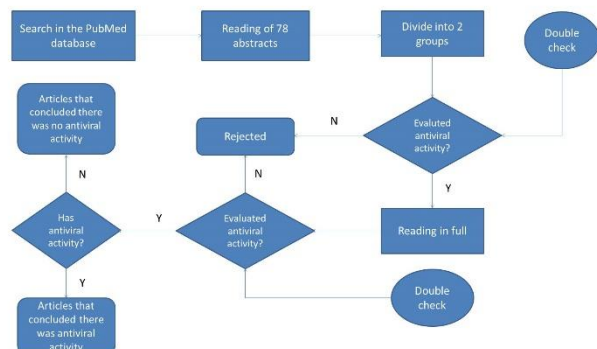 Search in the PubMed
database
Reading of 78
abstracts
Divide into 2
groups
Double
check
Articles that
concluded there
was no antiviral
activity
Rejected
N
Evaluted
antiviral
activity?
N
N
Y
Has
antiviral
activity?
Y
Evaluated
antiviral
activity?
Reading in full
Y
Articles that
concluded there
was antiviral
activity
Double
check